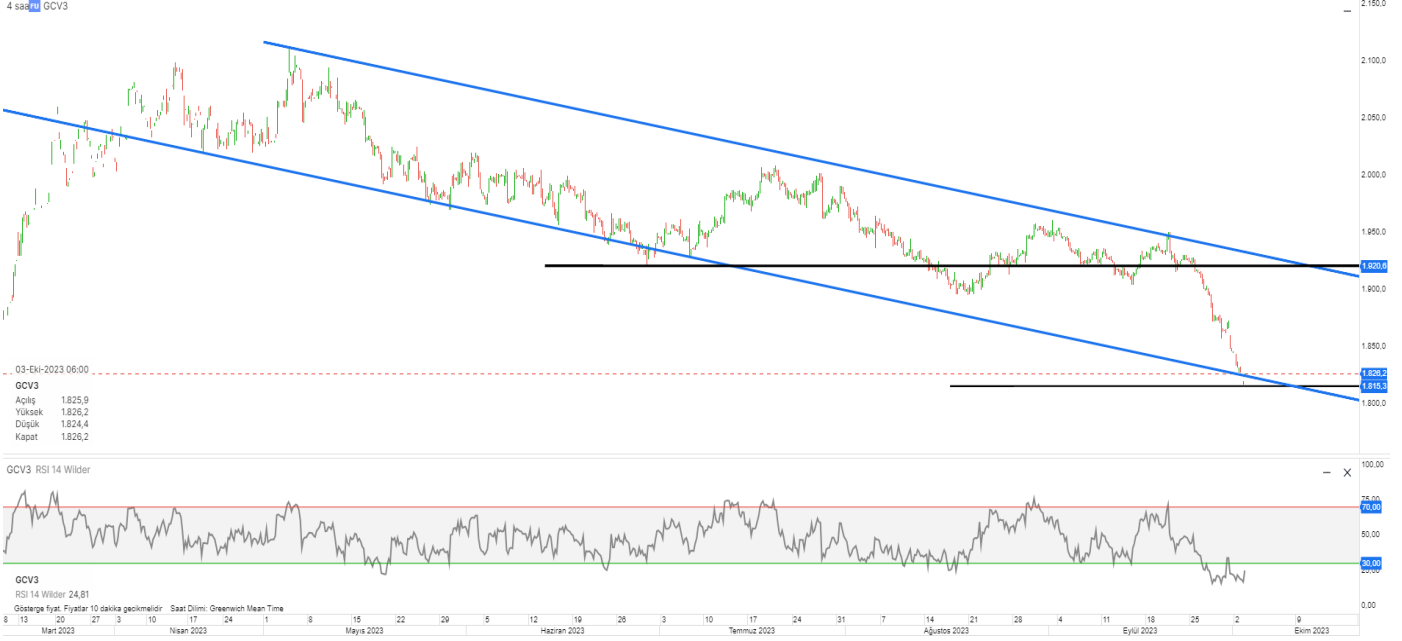 4 saa FU GCV3
2.150,0
2.100,0
2.050,0
2.000,0
1.950,0
1.920,6
1.900,0
1.850,0
1.826,2
1.815,3
1.800,0
03-Eki-2023 06:00
GCV3
Açılış 1.825,9
Yüksek 1.826,2
Düşük 1.824,4
Kapat 1.826,2
GCV3 RSI 14 Wilder
100,00
75,00
70,00
50,00
30,00
25,00
0,00
GCV3
RSI 14 Wilder 24,81
Gösterge fiyat. Fiyatlar 10 dakika gecikmelidir Saat Dilimi: Greenwich Mean Time
8 13 20 27 3 10 17 24 1 8 15 22 29 5 12 19 26 3 10 17 24 31 7 14 21 28 4 11 18 25 2 9
Mart 2023 Nisan 2023 Mayıs 2023 Haziran 2023 Temmuz 2023 Ağustos 2023 Eylül 2023 Ekim 2023